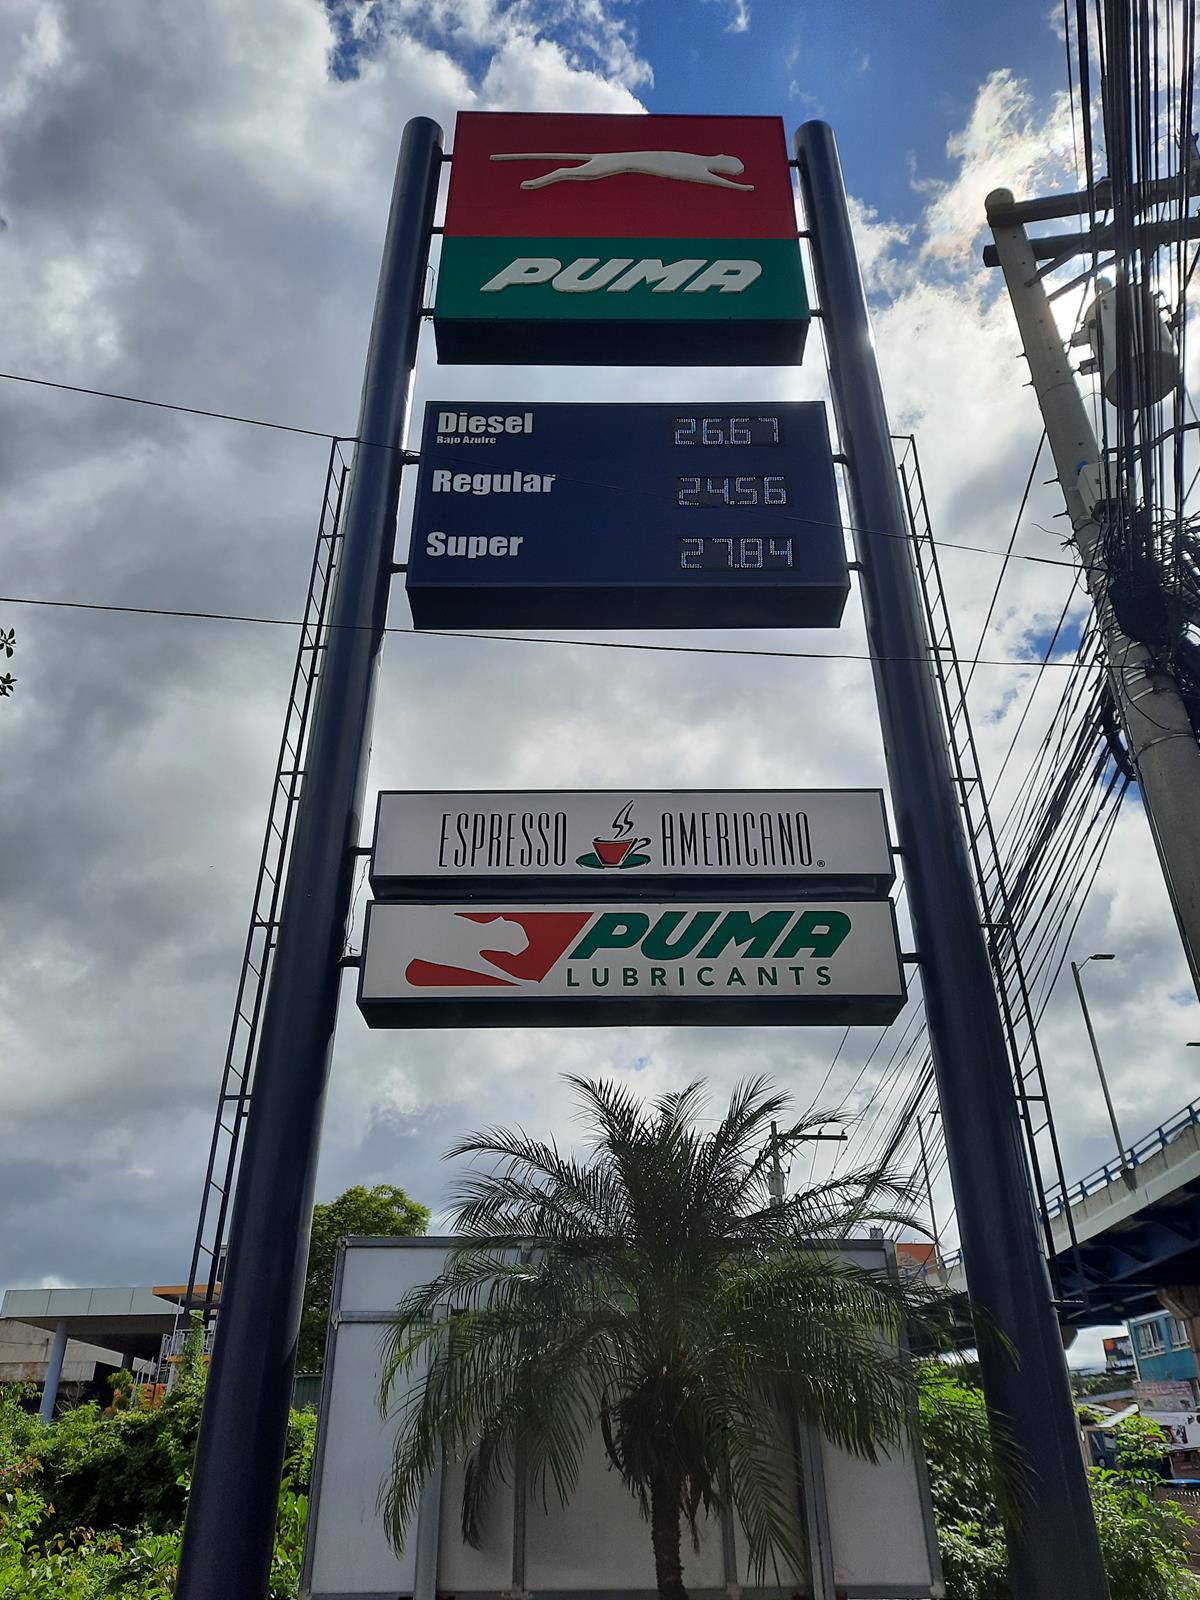 PUMA
Diesel 26.67
Bajo Azufre
Regular 24.56
Super 27.84
ESPRESSO AMERICANO®
PUMA
LUBRICANTS